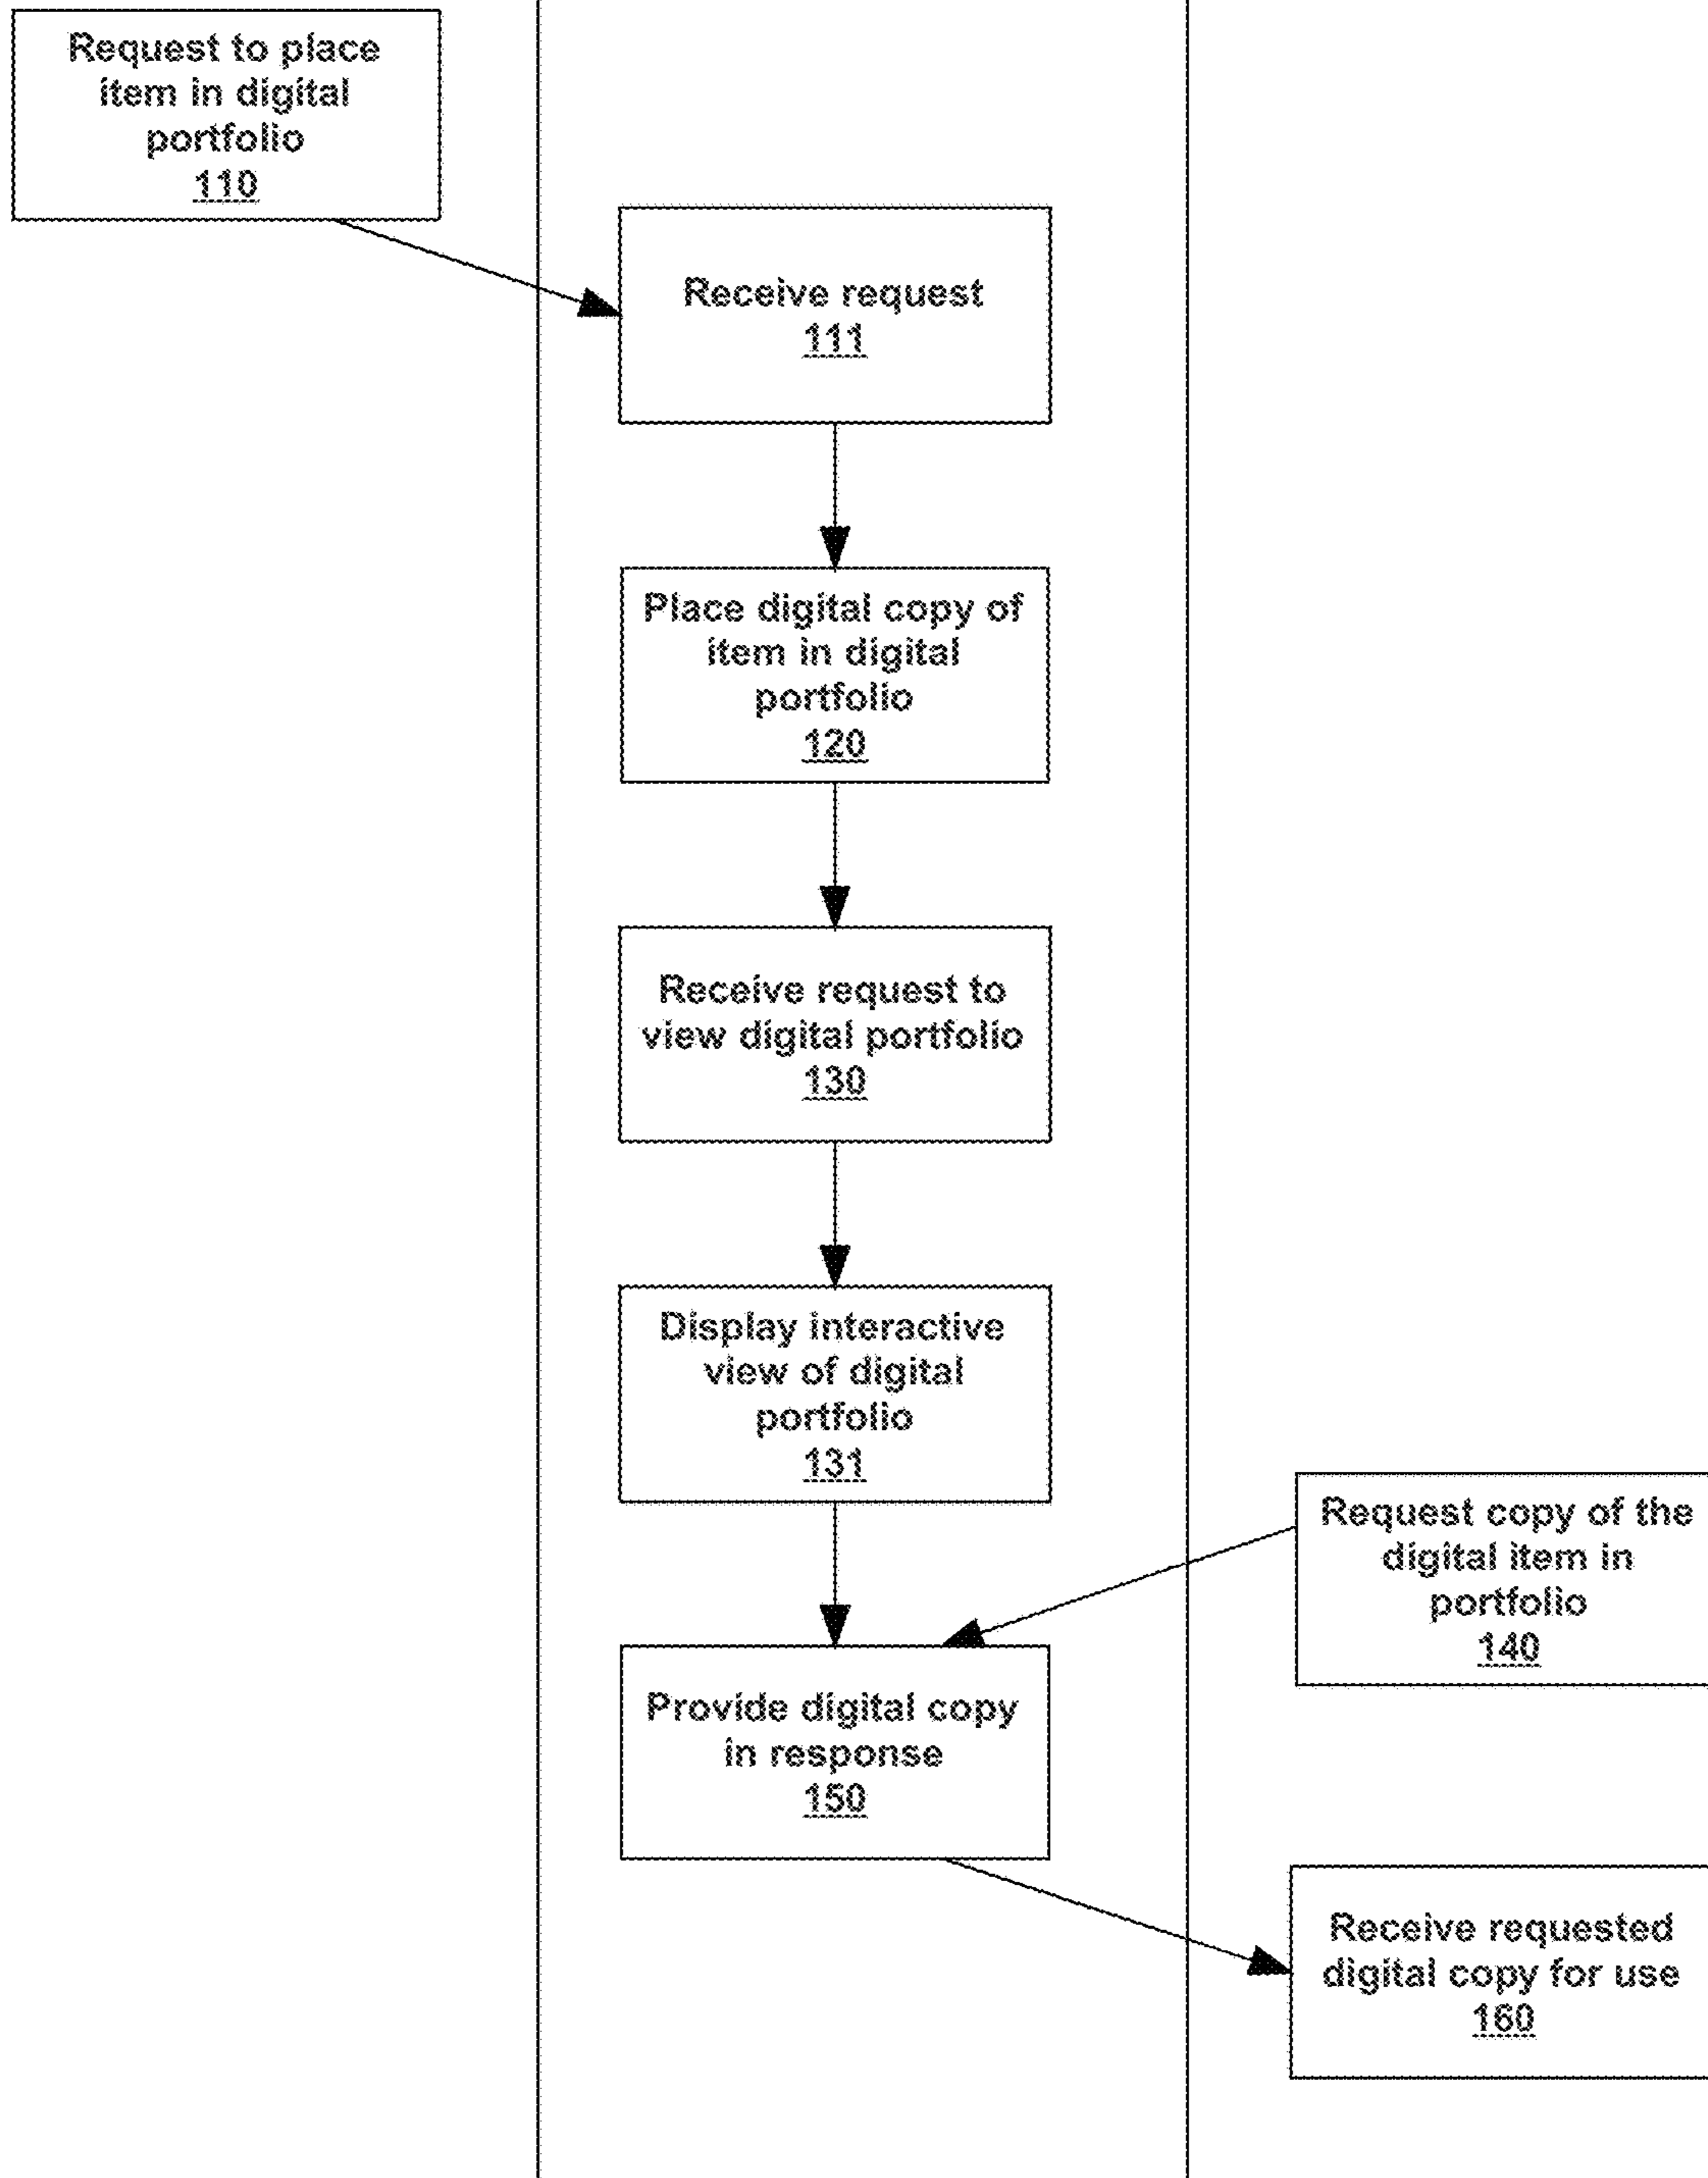 Request to place
item in digital
portfolio
110
Receive request
111
Place digital copy of
item in digital
portfolio
120
Receive request to
view digital portfolio
130
Display interactive
view of digital
portfolio
131
Request copy of the
digital item in
portfolio
140
Provide digital copy
in response
150
Receive requested
digital copy for use
160